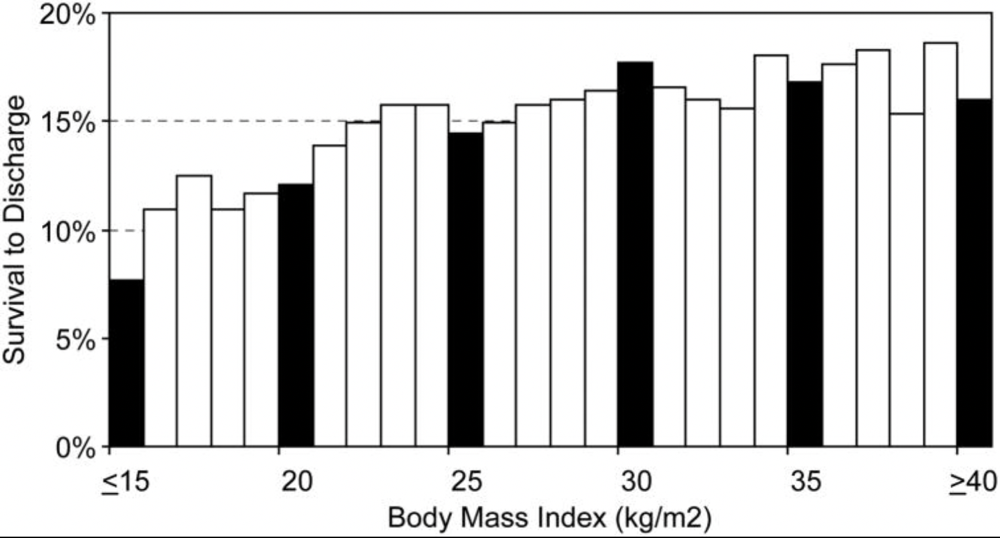 20%
15%
10%
5%
0%
Survival to Discharge
≤15 20 25 30 35 ≥40
Body Mass Index (kg/m2)